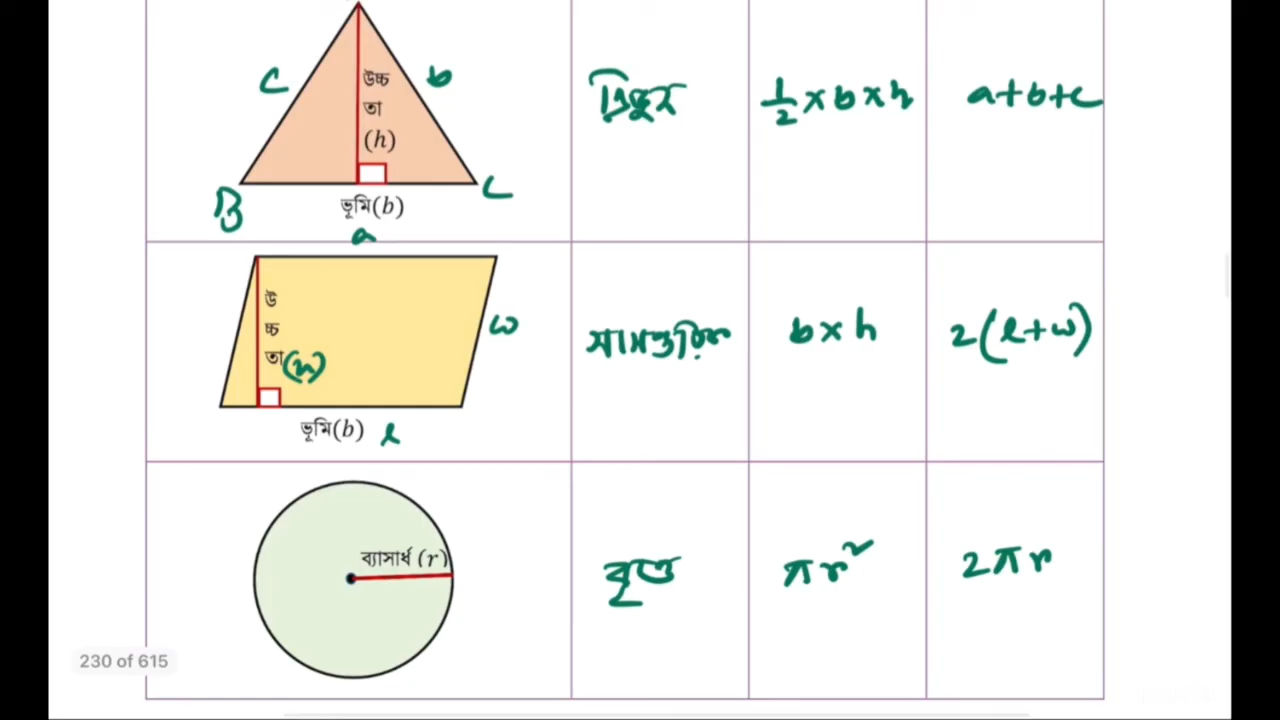 C
b
উচ্চ
তা
(h)
B
C
ভূমি(b)
a
ত্রিভুজ
1/2 × b × h
a+b+c
উ
চ্চ
তা (h)
w
ভূমি(b) l
সামান্তরিক
b × h
2(l+w)
ব্যাসার্ধ (r)
বৃত্ত
πr²
2πr
230 of 615